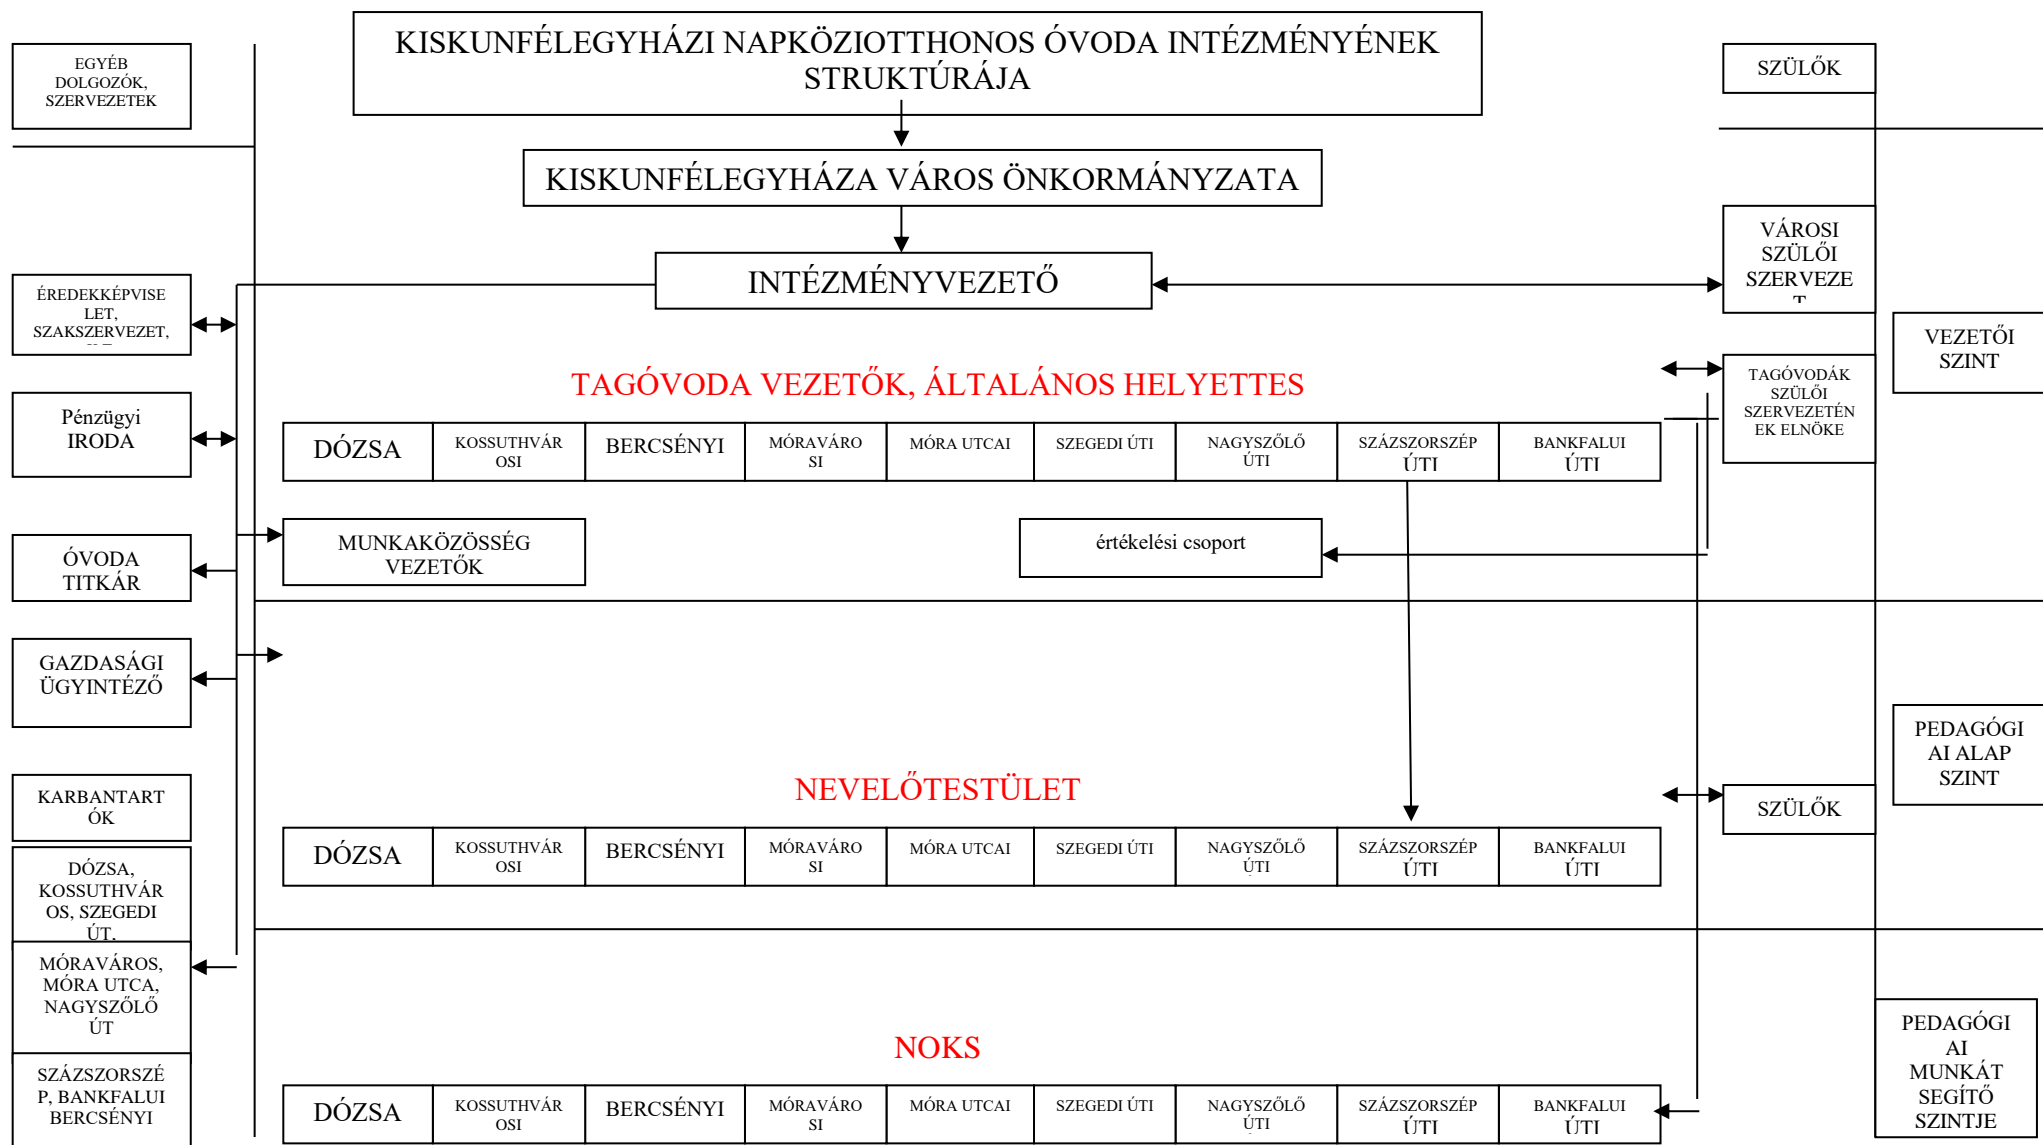 KISKUNFÉLEGYHÁZI NAPKÖZIOTTHONOS ÓVODA INTÉZMÉNYÉNEK
STRUKTÚRÁJA
EGYÉB
DOLGOZÓK,
SZERVEZETEK
SZÜLŐK
KISKUNFÉLEGYHÁZA VÁROS ÖNKORMÁNYZATA
INTÉZMÉNYVEZETŐ
VÁROSI
SZÜLŐI
SZERVEZE
T
ÉREDEKKÉPVISE
LET,
SZAKSZERVEZET,
VEZETŐI
SZINT
TAGÓVODA VEZETŐK, ÁLTALÁNOS HELYETTES
TAGÓVODÁK
SZÜLŐI
SZERVEZETÉN
EK ELNÖKE
Pénzügyi
IRODA
DÓZSA
KOSSUTHVÁR
OSI
BERCSÉNYI
MÓRAVÁRO
SI
MÓRA UTCAI
SZEGEDI ÚTI
NAGYSZŐLŐ
ÚTI
SZÁZSZORSZÉP
ÚTI
BANKFALUI
ÚTI
MUNKAKÖZÖSSÉG
VEZETŐK
értékelési csoport
ÓVODA
TITKÁR
GAZDASÁGI
ÜGYINTÉZŐ
PEDAGÓGI
AI ALAP
SZINT
NEVELŐTESTÜLET
SZÜLŐK
KARBANTART
ÓK
DÓZSA
KOSSUTHVÁR
OSI
BERCSÉNYI
MÓRAVÁRO
SI
MÓRA UTCAI
SZEGEDI ÚTI
NAGYSZŐLŐ
ÚTI
SZÁZSZORSZÉP
ÚTI
BANKFALUI
ÚTI
DÓZSA,
KOSSUTHVÁR
OS, SZEGEDI
ÚT,
MÓRAVÁROS,
MÓRA UTCA,
NAGYSZŐLŐ
ÚT
SZÁZSZORSZÉ
P, BANKFALUI
BERCSÉNYI
NOKS
DÓZSA
KOSSUTHVÁR
OSI
BERCSÉNYI
MÓRAVÁRO
SI
MÓRA UTCAI
SZEGEDI ÚTI
NAGYSZŐLŐ
ÚTI
SZÁZSZORSZÉP
ÚTI
BANKFALUI
ÚTI
PEDAGÓGI
AI
MUNKÁT
SEGÍTŐ
SZINTJE